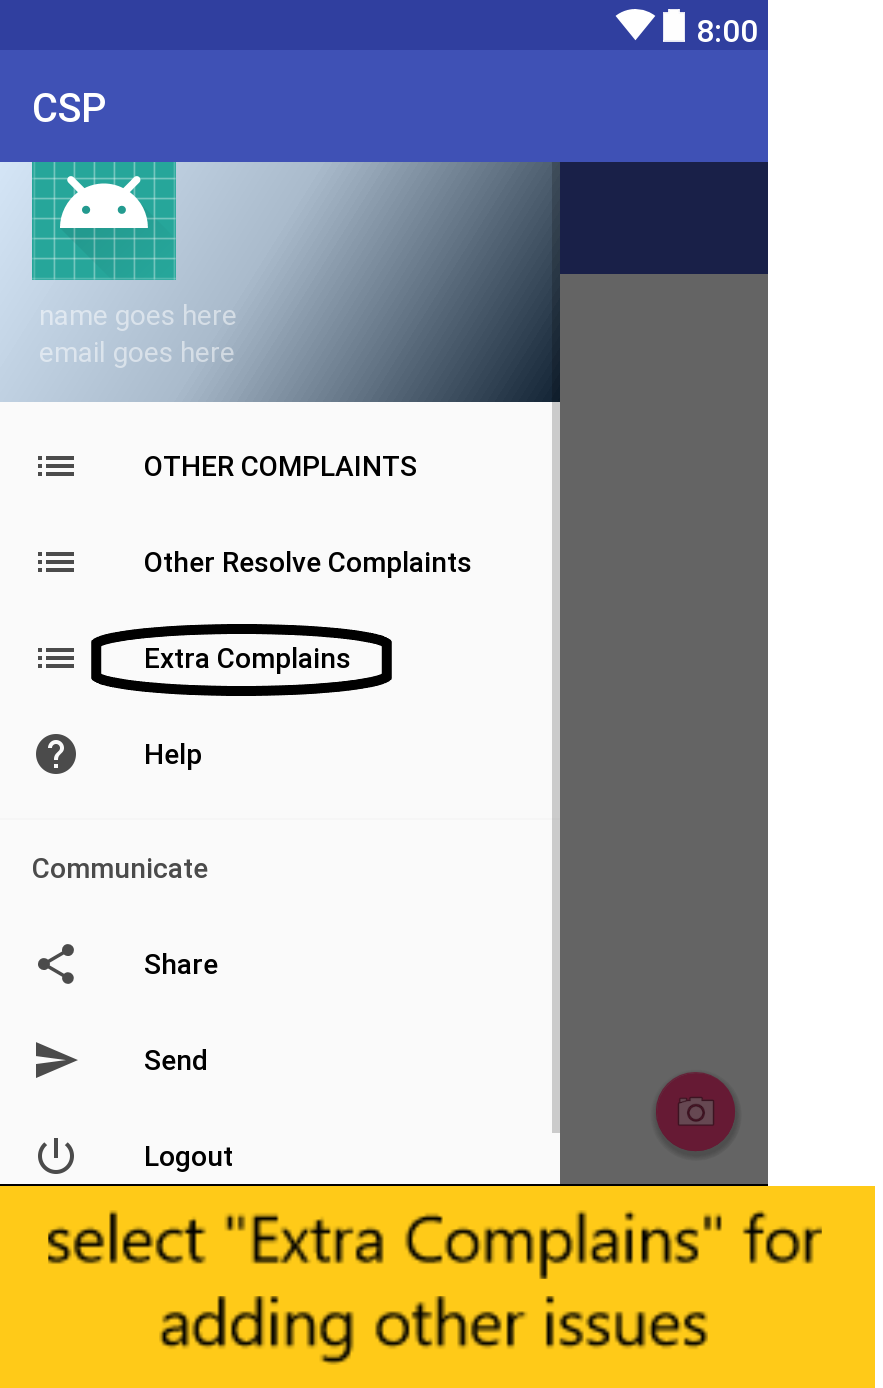 8:00
CSP
name goes here
email goes here
OTHER COMPLAINTS
Other Resolve Complaints
Extra Complains
Help
Communicate
Share
Send
Logout
select "Extra Complains" for
adding other issues